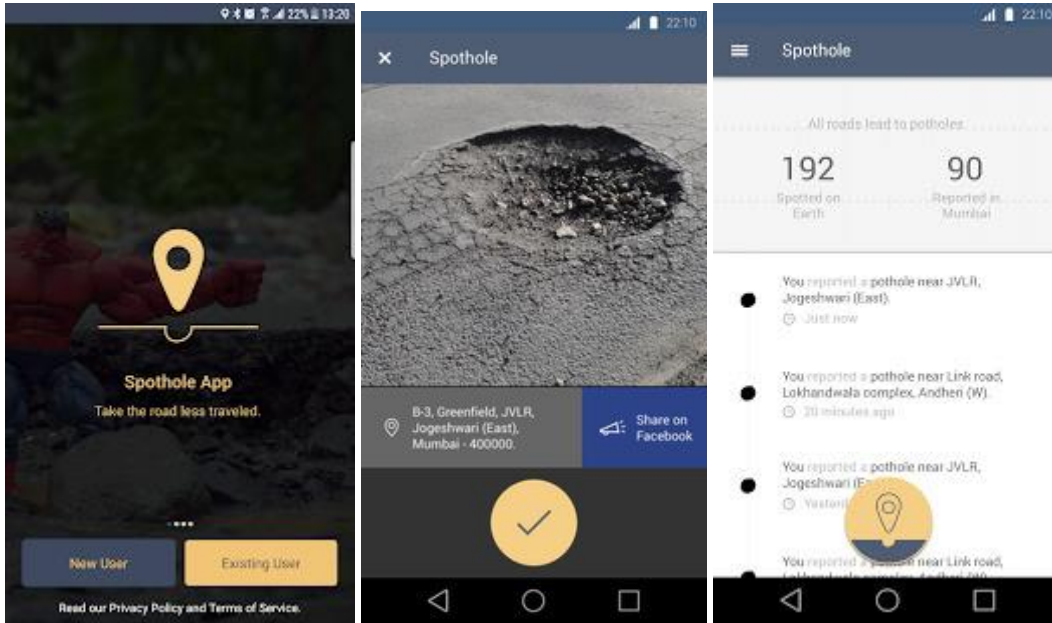 22% 13:20
Spothole App
Take the road less traveled.
New User
Existing User
Read our Privacy Policy and Terms of Service.
22:10
Spothole
B-3, Greenfield, JVLR,
Jogeshwari (East),
Mumbai - 400000.
Share on
Facebook
22:10
Spothole
All roads lead to potholes
192
90
Spotted on
Earth
Reported in
Mumbai
You reported a pothole near JVLR,
Jogeshwari (East).
Just now
You reported a pothole near Link road,
Lokhandwala complex, Andheri (W).
20 minutes ago
You reported a pothole near JVLR,
Jogeshwari
You reported a pothole near Link road,